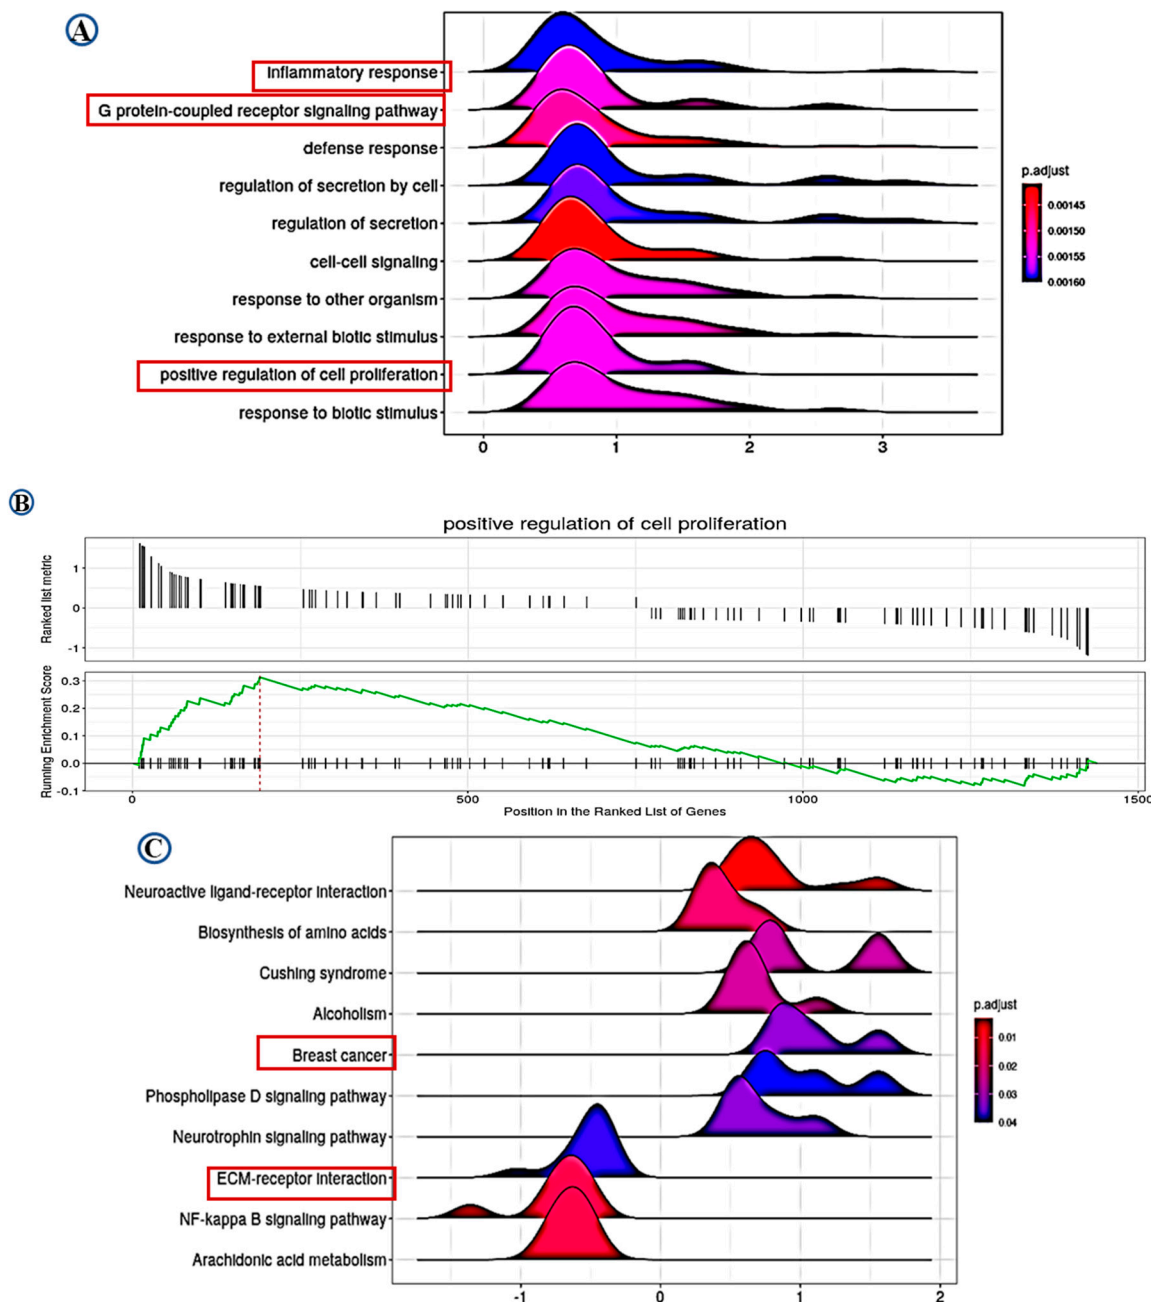 A
Inflammatory response
G protein-coupled receptor signaling pathway
defense response
regulation of secretion by cell
regulation of secretion
cell-cell signaling
response to other organism
response to external biotic stimulus
positive regulation of cell proliferation
response to biotic stimulus
0 1 2 3
p.adjust
0.00145
0.00150
0.00155
0.00160
B
positive regulation of cell proliferation
Ranked list metric
1
0
-1
Running Enrichment Score
0.3
0.2
0.1
0.0
-0.1
0 500 1000 1500
Position in the Ranked List of Genes
C
Neuroactive ligand-receptor interaction
Biosynthesis of amino acids
Cushing syndrome
Alcoholism
Breast cancer
Phospholipase D signaling pathway
Neurotrophin signaling pathway
ECM-receptor interaction
NF-kappa B signaling pathway
Arachidonic acid metabolism
-1 0 1 2
p.adjust
0.01
0.02
0.03
0.04